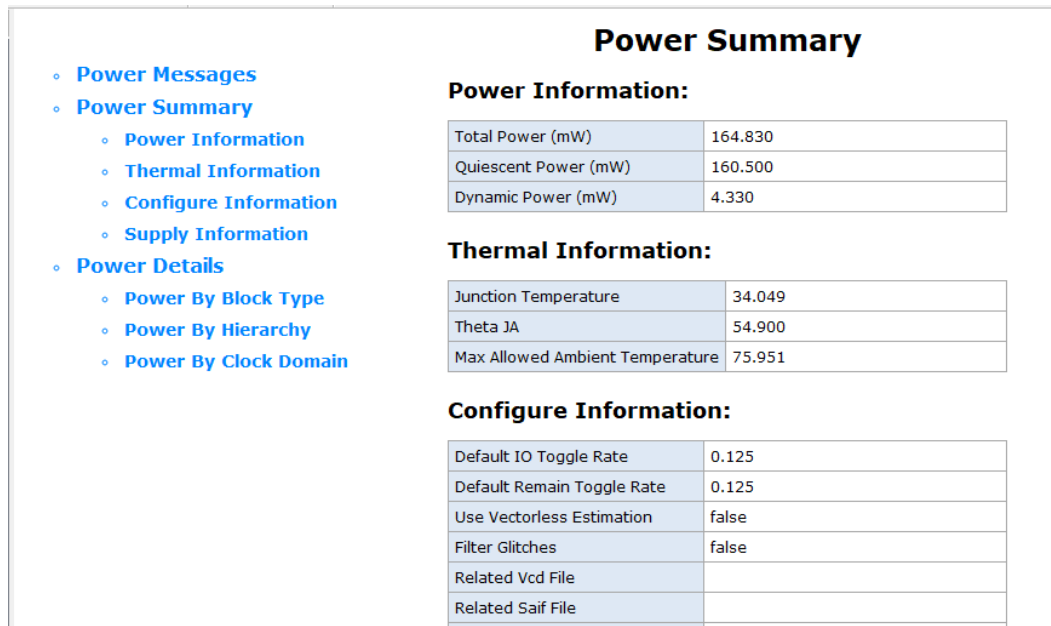 Power Messages
Power Summary
Power Information
Thermal Information
Configure Information
Supply Information
Power Details
Power By Block Type
Power By Hierarchy
Power By Clock Domain
Power Summary
Power Information:
Total Power (mW) 164.830
Quiescent Power (mW) 160.500
Dynamic Power (mW) 4.330
Thermal Information:
Junction Temperature 34.049
Theta JA 54.900
Max Allowed Ambient Temperature 75.951
Configure Information:
Default IO Toggle Rate 0.125
Default Remain Toggle Rate 0.125
Use Vectorless Estimation false
Filter Glitches false
Related Vcd File
Related Saif File